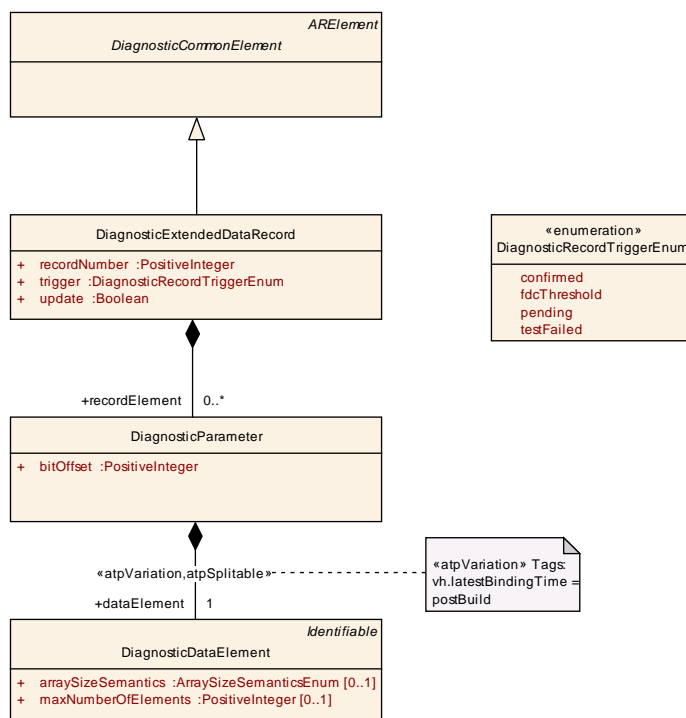 ARElement
DiagnosticCommonElement
DiagnosticExtendedDataRecord
+ recordNumber :PositiveInteger
+ trigger :DiagnosticRecordTriggerEnum
+ update :Boolean
«enumeration»
DiagnosticRecordTriggerEnum
confirmed
fdcThreshold
pending
testFailed
+recordElement 0..*
DiagnosticParameter
+ bitOffset :PositiveInteger
«atpVariation,atpSplitable»
«atpVariation» Tags:
vh.latestBindingTime =
postBuild
+dataElement 1
Identifiable
DiagnosticDataElement
+ arraySizeSemantics :ArraySizeSemanticsEnum [0..1]
+ maxNumberOfElements :PositiveInteger [0..1]